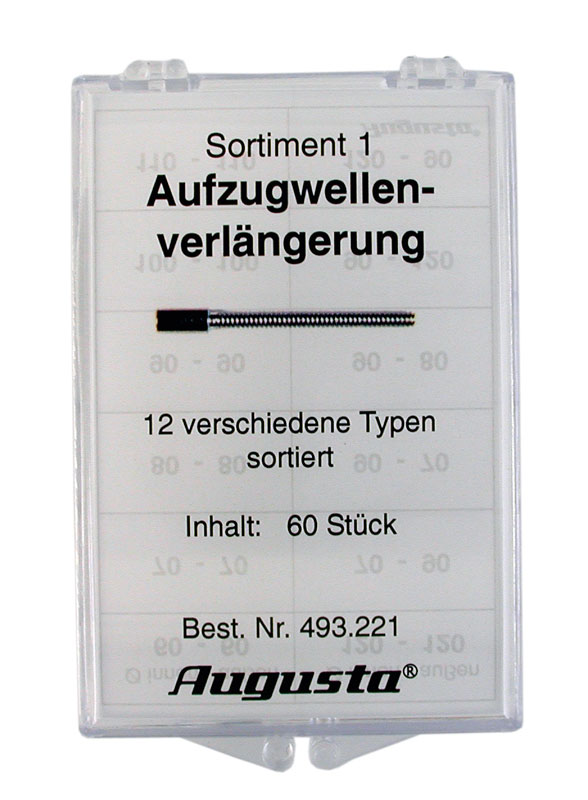 Sortiment 1
Aufzugwellen-
verlängerung
12 verschiedene Typen
sortiert
Inhalt: 60 Stück
Best. Nr. 493.221
Augusta®